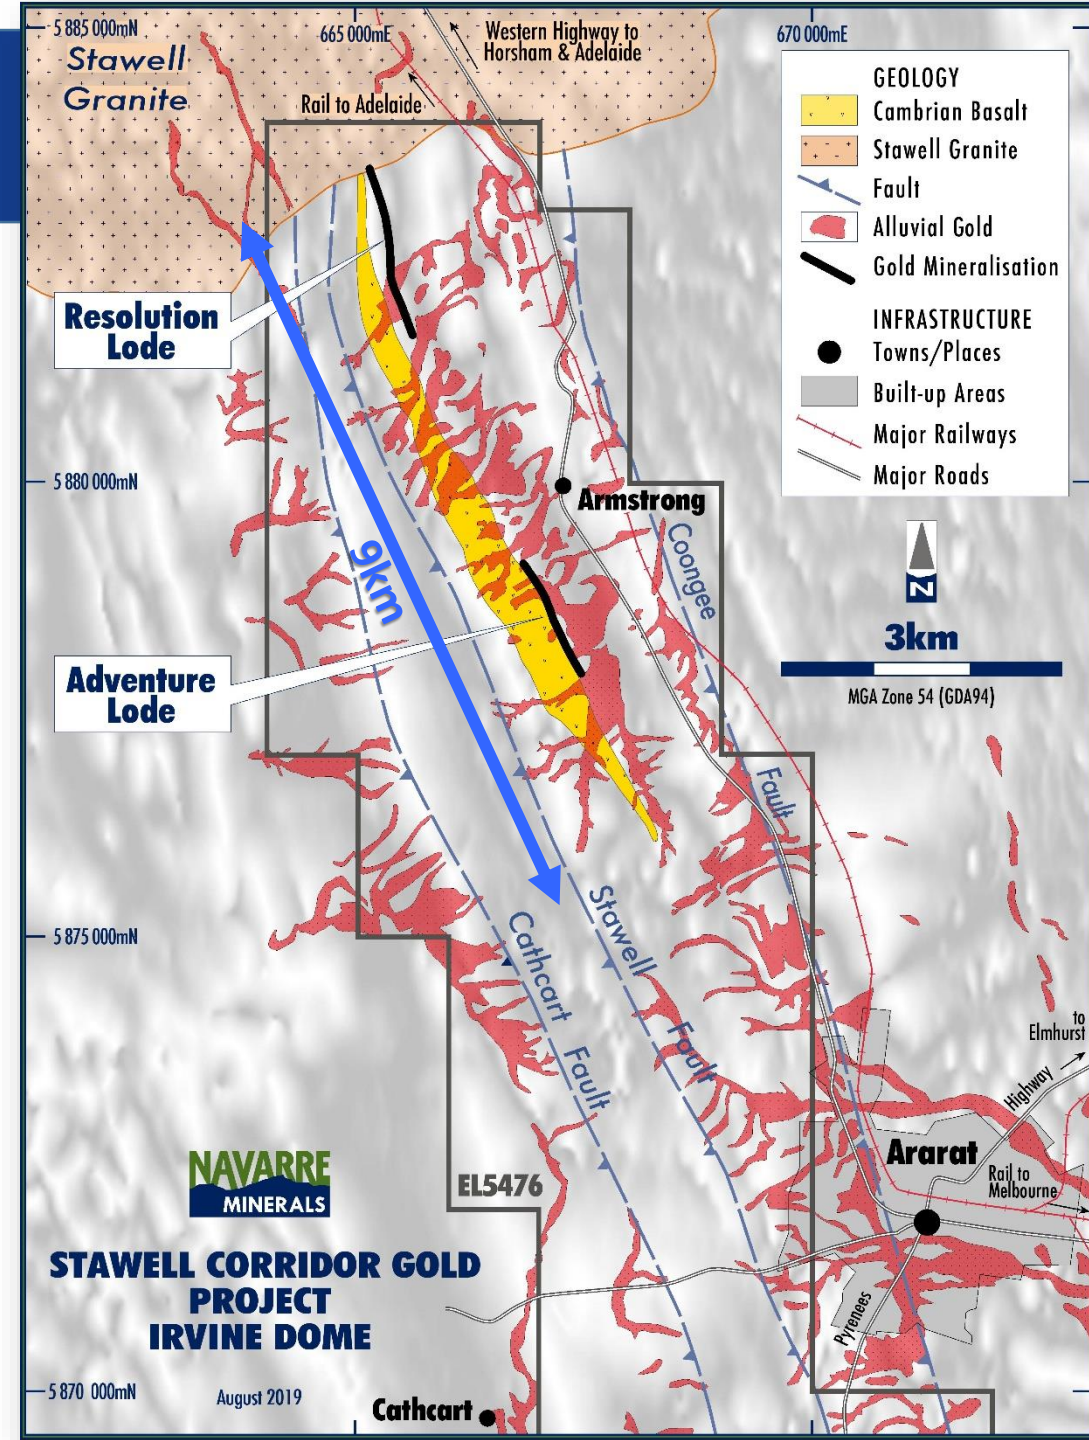 5 885 000mN
665 000mE
670 000mE
Western Highway to
Horsham & Adelaide
Stawell
Granite
Rail to Adelaide
GEOLOGY
Cambrian Basalt
Stawell Granite
Fault
Alluvial Gold
Gold Mineralisation
INFRASTRUCTURE
Towns/Places
Built-up Areas
Major Railways
Major Roads
Resolution
Lode
5 880 000mN
Armstrong
Coongee
Fault
N
3km
MGA Zone 54 (GDA94)
9km
Adventure
Lode
5 875 000mN
Cathcart
Fault
Stawell
Fault
to
Elmhurst
Highway
Ararat
Rail to
Melbourne
Pyrenees
EL5476
NAVARRE
MINERALS
STAWELL CORRIDOR GOLD
PROJECT
IRVINE DOME
August 2019
5 870 000mN
Cathcart